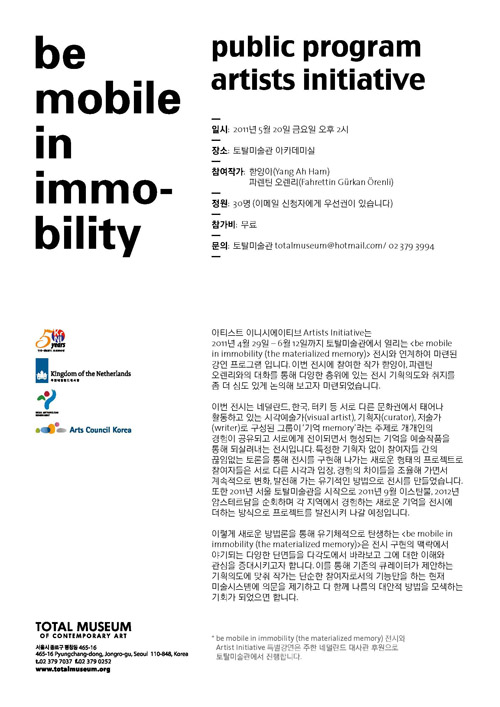 be
mobile
in
immo-
bility
public program
artists initiative
일시: 2011년 5월 20일 금요일 오후 2시
장소: 토탈미술관 아카데미실
참여작가: 함양아(Yang Ah Ham)
파렌틴 오렌리(Fahrettin Gürkan Örenli)
정원: 30명 (이메일 신청자에게 우선권이 있습니다)
참가비: 무료
문의: 토탈미술관 totalmuseum@hotmail.com/ 02 379 3994
아티스트 이니시에이티브 Artists Initiative는
2011년 4월 29일 – 6월 12일까지 토탈미술관에서 열리는 <be mobile
in immobility (the materialized memory)> 전시와 연계하여 마련된
강연 프로그램 입니다. 이번 전시에 참여한 작가 함양아, 파렌틴
오렌리와의 대화를 통해 다양한 층위에 있는 전시 기획의도와 취지를
좀 더 심도 있게 논의해 보고자 마련되었습니다.
이번 전시는 네덜란드, 한국, 터키 등 서로 다른 문화권에서 태어나
활동하고 있는 시각예술가(visual artist), 기획자(curator), 저술가
(writer)로 구성된 그룹이 '기억 memory'라는 주제로 개개인의
경험이 공유되고 서로에게 전이되면서 형성되는 기억을 예술작품을
통해 되살려내는 전시입니다. 특정한 기획자 없이 참여자들 간의
끊임없는 토론을 통해 전시를 구현해 나가는 새로운 형태의 프로젝트로
참여자들은 서로 다른 시각과 입장, 경험의 차이들을 조율해 가면서
계속적으로 변화, 발전해 가는 유기적인 방법으로 전시를 만들었습니다.
또한 2011년 서울 토탈미술관을 시작으로 2011년 9월 이스탄불, 2012년
암스테르담을 순회하며 각 지역에서 경험하는 새로운 기억을 전시에
더하는 방식으로 프로젝트를 발전시켜 나갈 예정입니다.
이렇게 새로운 방법론을 통해 유기체적으로 탄생하는 <be mobile in
immobility (the materialized memory)>은 전시 구현의 맥락에서
야기되는 다양한 단면들을 다각도에서 바라보고 그에 대한 이해와
관심을 증대시키고자 합니다. 이를 통해 기존의 큐레이터가 제안하는
기획의도에 맞춰 작가는 단순한 참여자로서의 기능만을 하는 현재
미술시스템에 의문을 제기하고 다 함께 나름의 대안적 방법을 모색하는
기회가 되었으면 합니다.
* be mobile in immobility (the materialized memory) 전시와
Artist Initiative 특별강연은 주한 네덜란드 대사관 후원으로
토탈미술관에서 진행합니다.
50 years
Kingdom of the Netherlands
Arts Council Korea
TOTAL MUSEUM
OF CONTEMPORARY ART
서울시 종로구 평창동 465-16
465-16 Pyungchang-dong, Jongro-gu, Seoul 110-848, Korea
t.02 379 7037 f.02 379 0252
www.totalmuseum.org